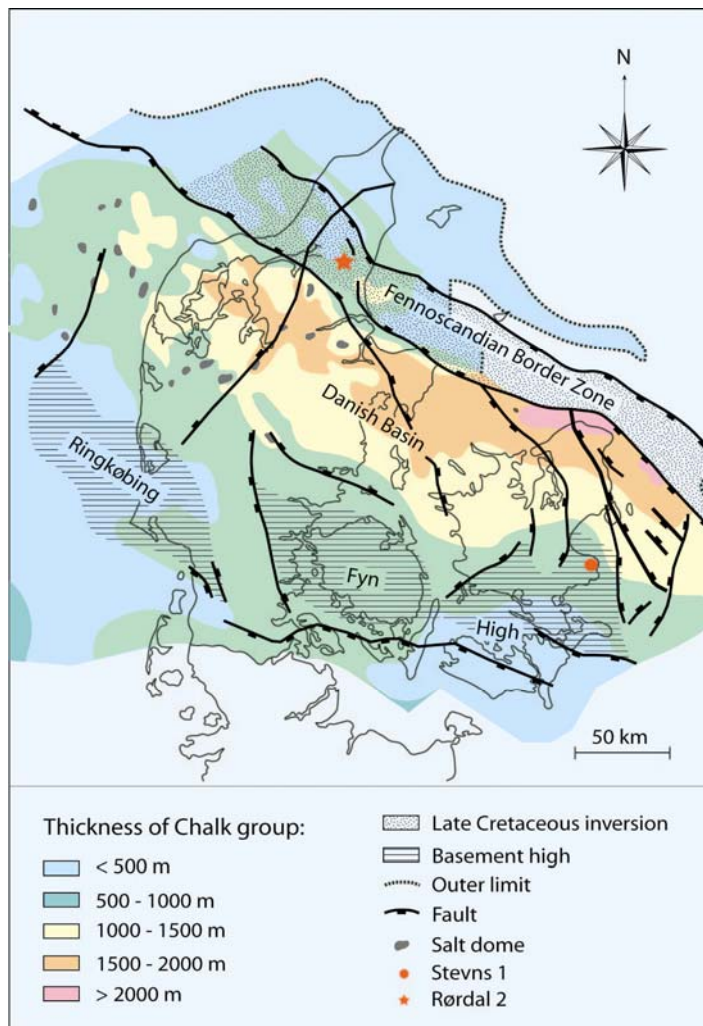 N
Fennoscandian Border Zone
Danish Basin
Ringkøbing
Fyn
High
50 km
Thickness of Chalk group:
< 500 m
500 - 1000 m
1000 - 1500 m
1500 - 2000 m
> 2000 m
Late Cretaceous inversion
Basement high
Outer limit
Fault
Salt dome
Stevns 1
Rørdal 2